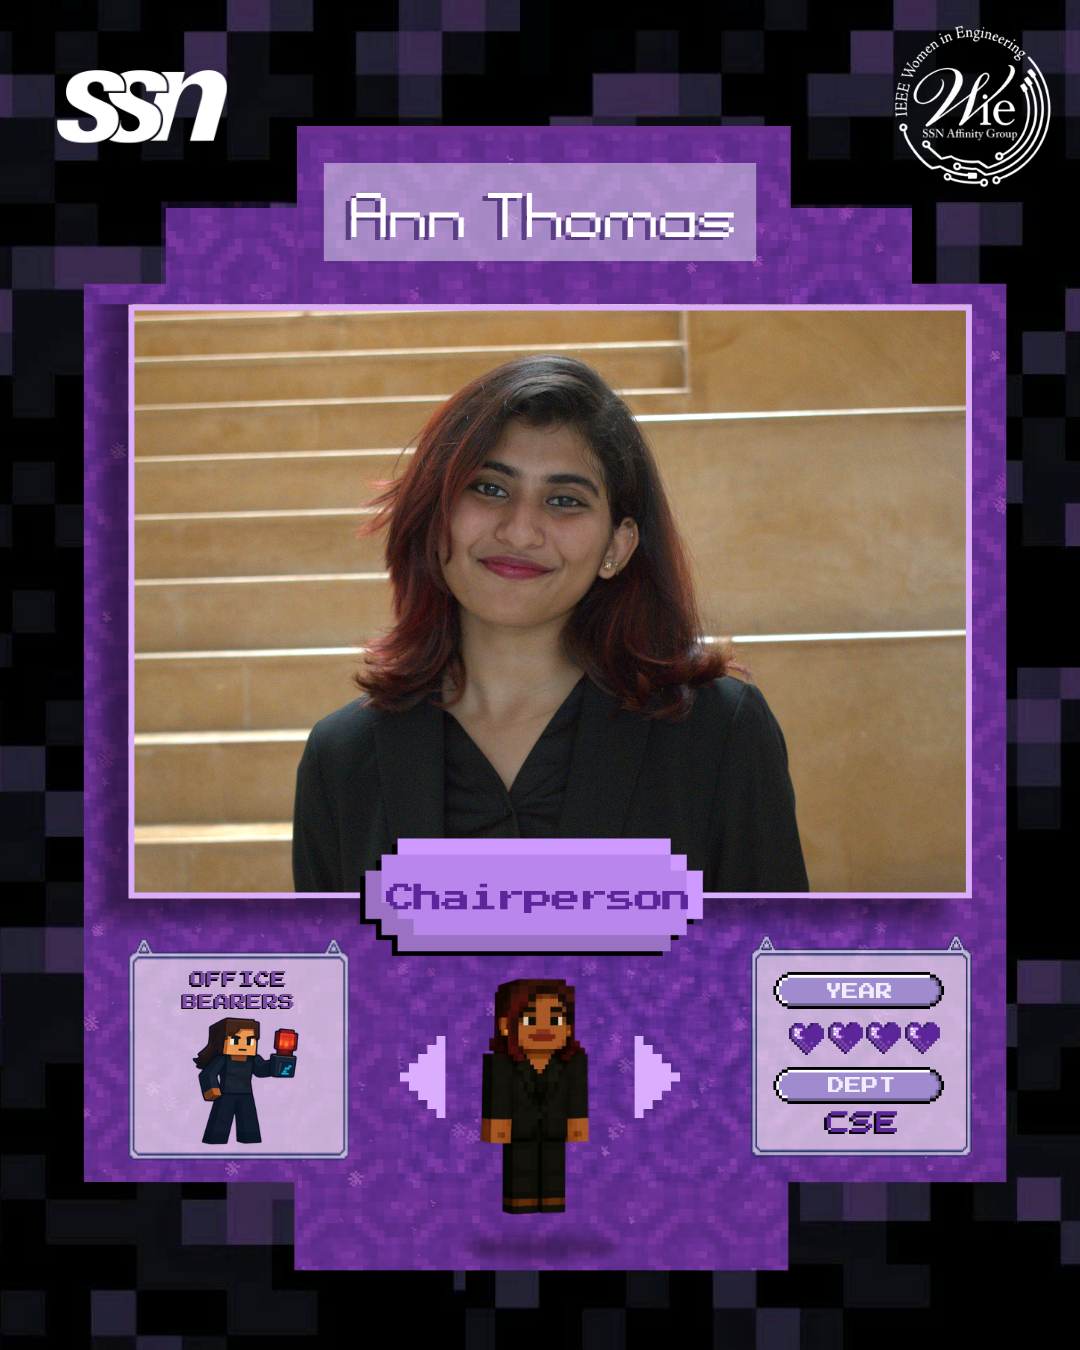 ssn
IEEE Women in Engineering
Wie
SSN Affinity Group
Ann Thomas
Chairperson
OFFICE
BEARERS
YEAR
DEPT
CSE